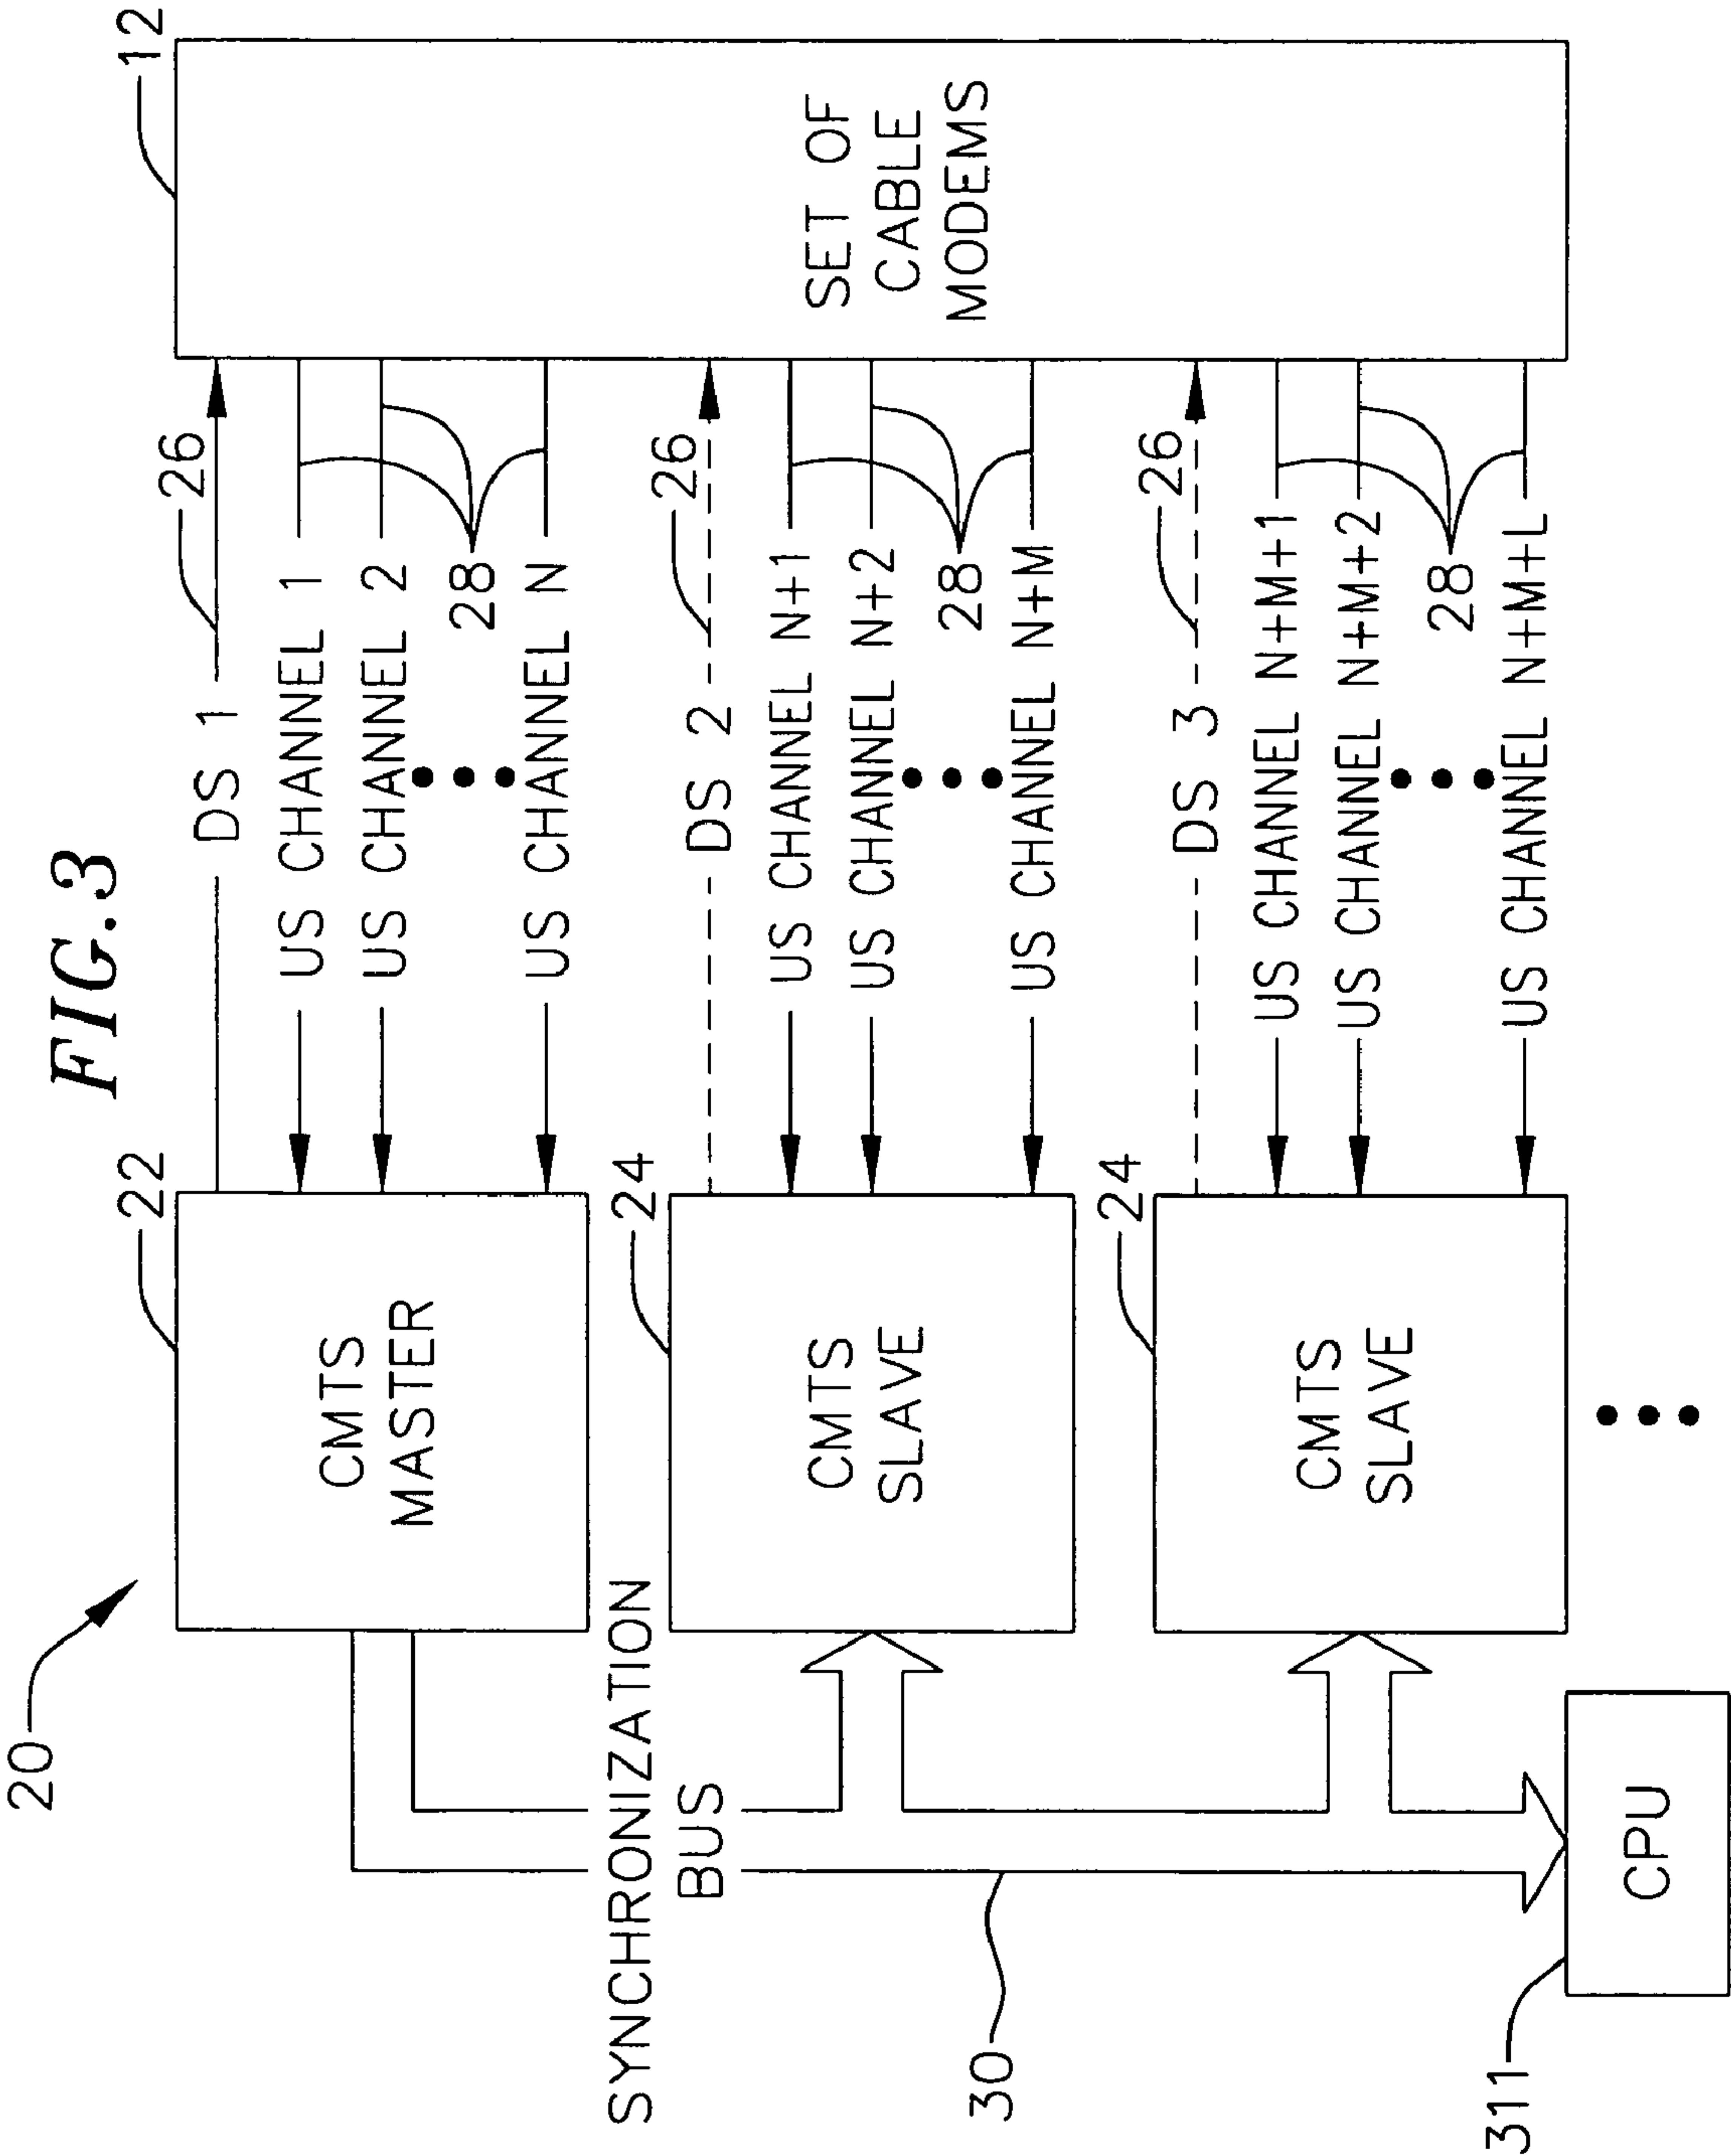 FIG.3
20
22
12
CMTS
MASTER
DS 1
26
US CHANNEL 1
US CHANNEL 2
28
US CHANNEL N
SET OF
CABLE
MODEMS
SYNCHRONIZATION
BUS
24
CMTS
SLAVE
DS 2
26
US CHANNEL N+1
US CHANNEL N+2
28
US CHANNEL N+M
30
24
CMTS
SLAVE
DS 3
26
US CHANNEL N+M+1
US CHANNEL N+M+2
28
US CHANNEL N+M+L
311
CPU